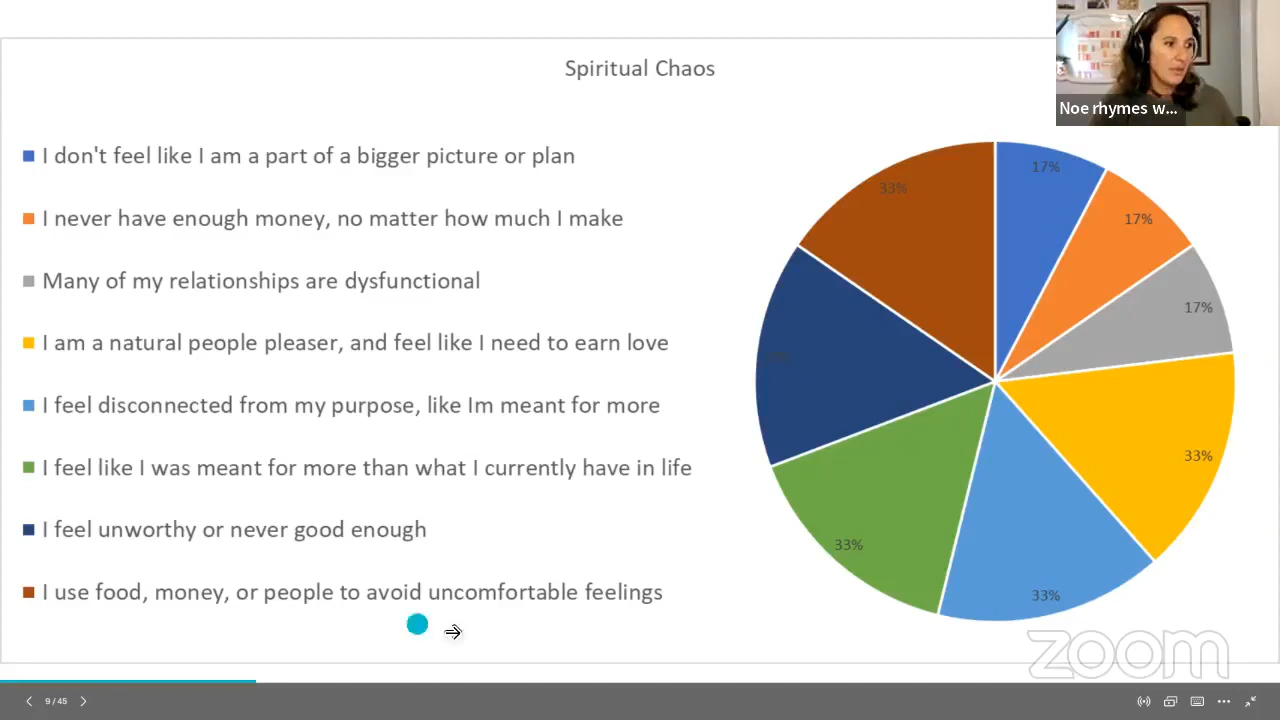 Spiritual Chaos
Noe rhymes w...
I don't feel like I am a part of a bigger picture or plan
I never have enough money, no matter how much I make
Many of my relationships are dysfunctional
I am a natural people pleaser, and feel like I need to earn love
I feel disconnected from my purpose, like Im meant for more
I feel like I was meant for more than what I currently have in life
I feel unworthy or never good enough
I use food, money, or people to avoid uncomfortable feelings
17%
17%
17%
33%
33%
33%
33%
zoom
9 / 45